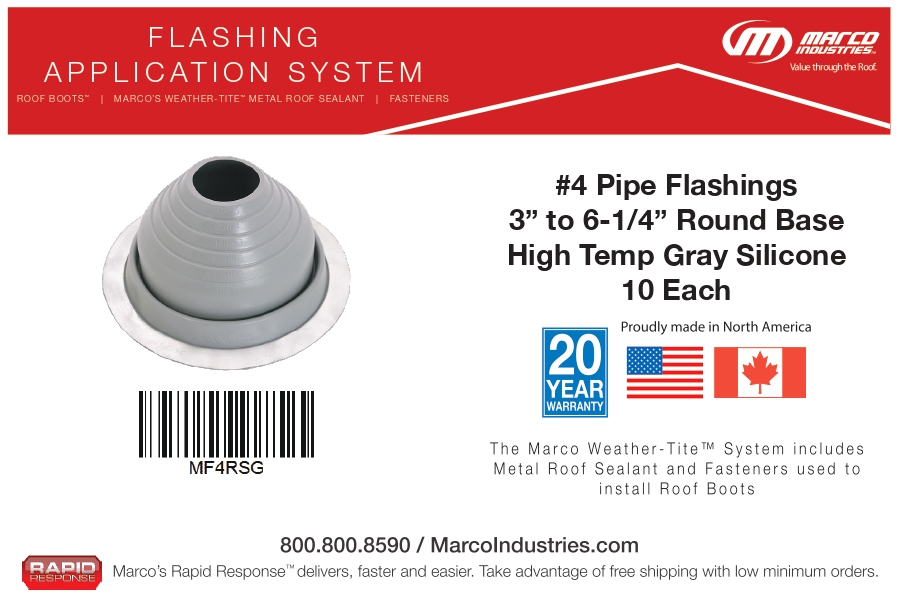 FLASHING
APPLICATION SYSTEM
ROOF BOOTS™ | MARCO'S WEATHER-TITE™ METAL ROOF SEALANT | FASTENERS
MARCO
INDUSTRIES™
Value through the Roof.
#4 Pipe Flashings
3” to 6-1/4” Round Base
High Temp Gray Silicone
10 Each
Proudly made in North America
20
YEAR
WARRANTY
MF4RSG
The Marco Weather-Tite™ System includes
Metal Roof Sealant and Fasteners used to
install Roof Boots
800.800.8590 / MarcoIndustries.com
RAPID
RESPONSE
Marco's Rapid Response™ delivers, faster and easier. Take advantage of free shipping with low minimum orders.